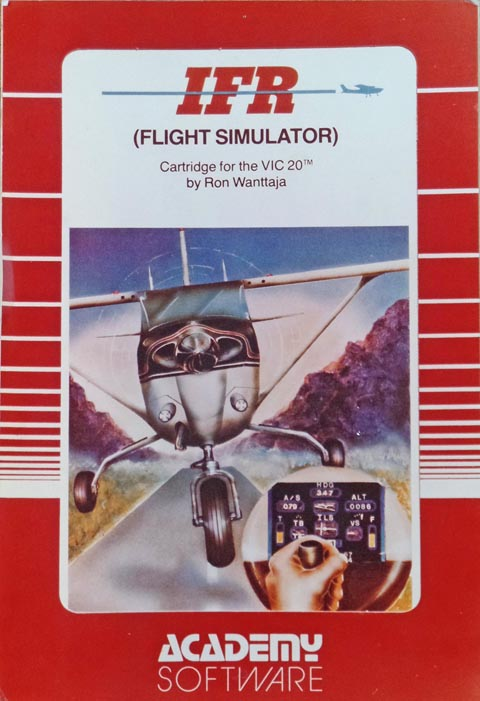 IFR
(FLIGHT SIMULATOR)
Cartridge for the VIC 20™
by Ron Wanttaja
HDG
347
A/S
079
ALT
0086
ILS
TB
VS
F
ACADEMY
SOFTWARE